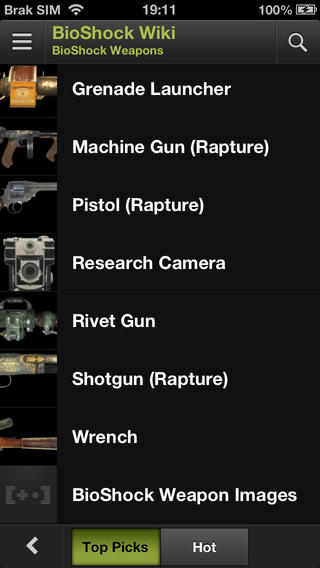 Brak SIM 19:11 100%
BioShock Wiki
BioShock Weapons
Grenade Launcher
Machine Gun (Rapture)
Pistol (Rapture)
Research Camera
Rivet Gun
Shotgun (Rapture)
Wrench
BioShock Weapon Images
Top Picks Hot